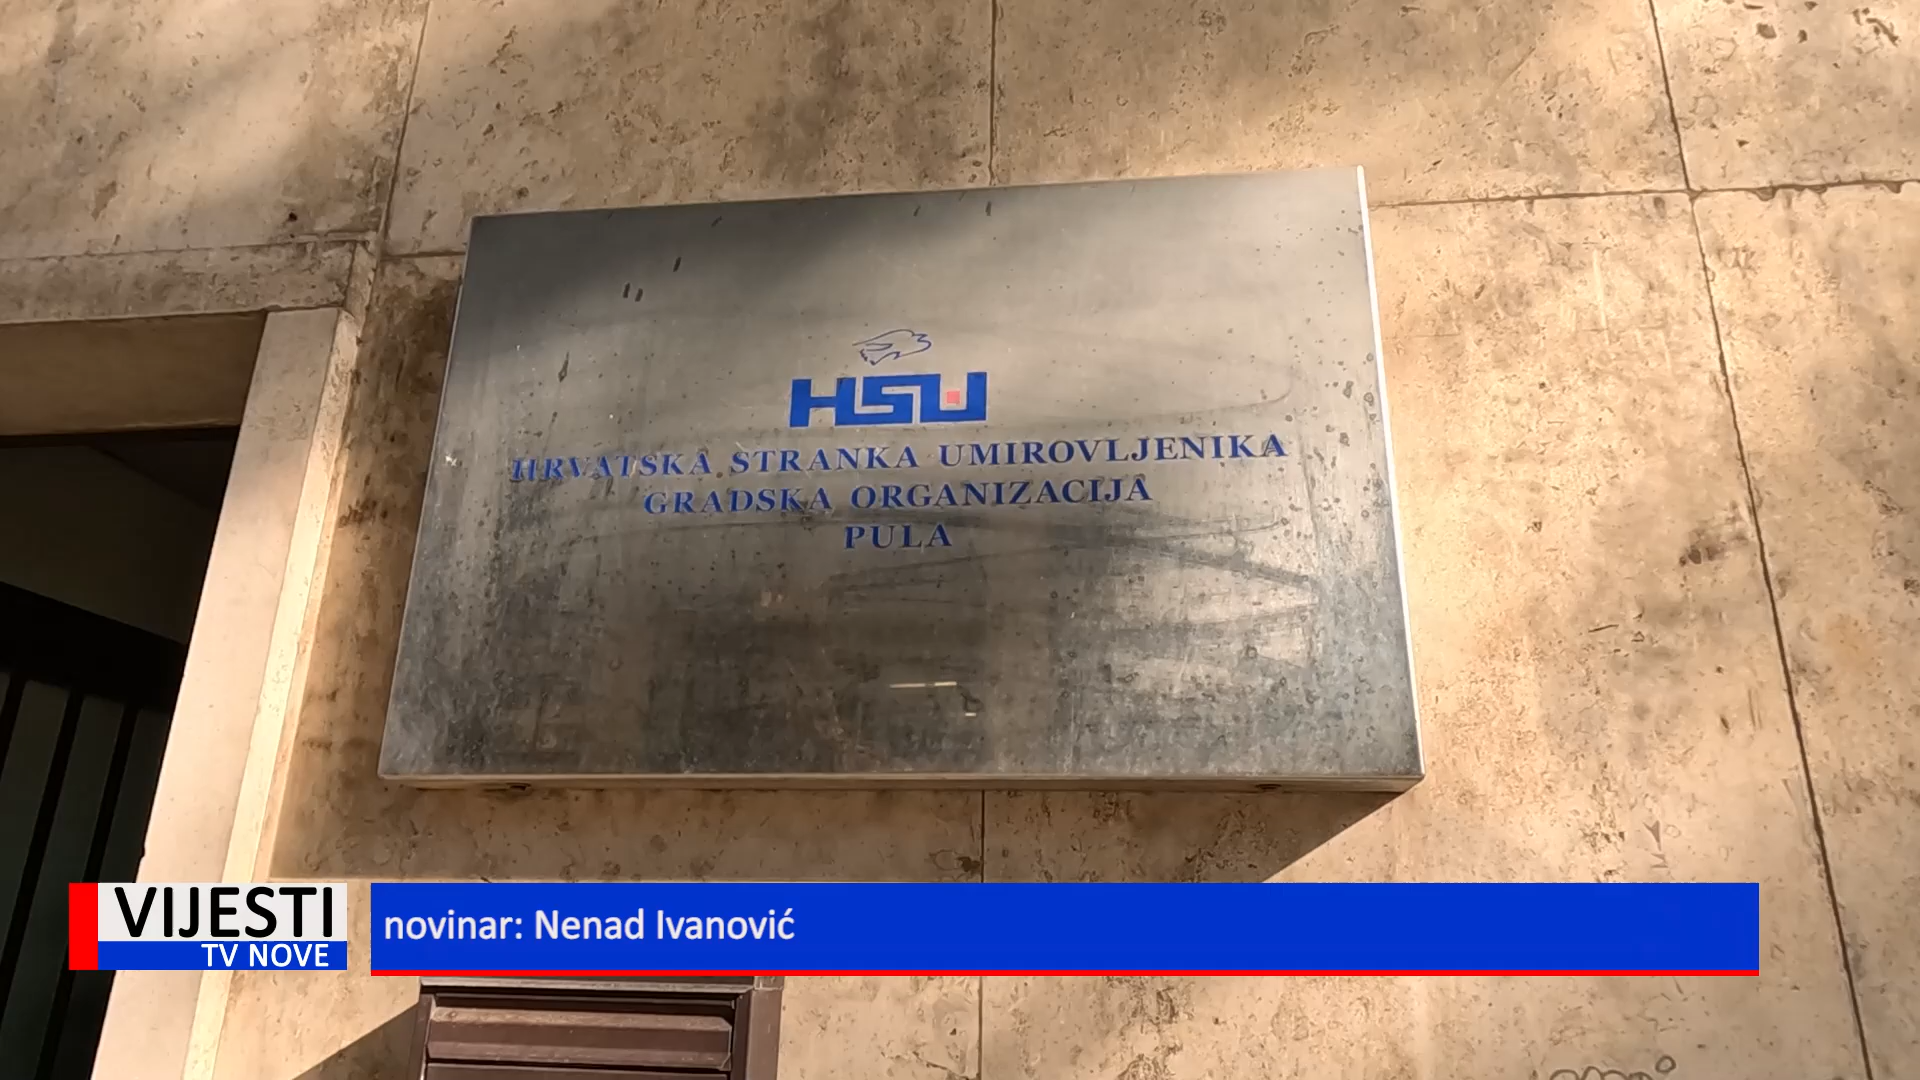 HSU
HRVATSKA STRANKA UMIROVLJENIKA
GRADSKA ORGANIZACIJA
PULA
VIJESTI
TV NOVE
novinar: Nenad Ivanović